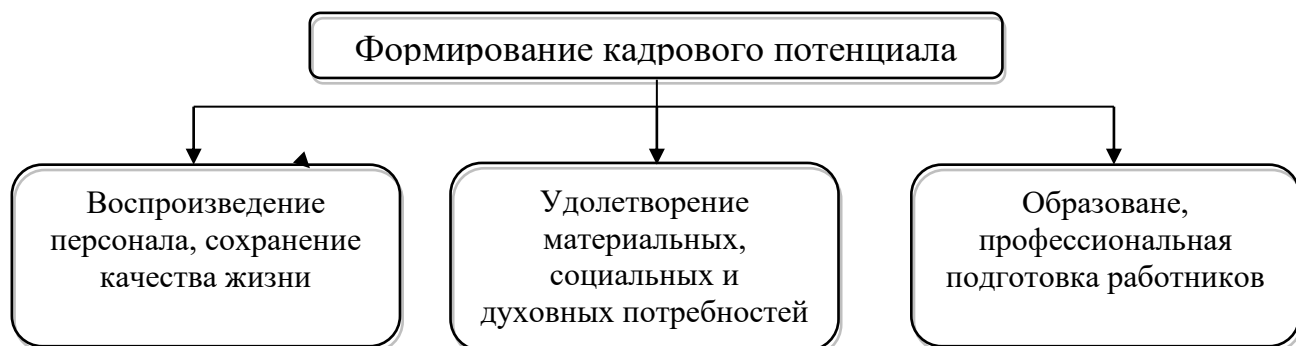 Формирование кадрового потенциала
Воспроизведение
персонала, сохранение
качества жизни
Удолетворение
материальных,
социальных и
духовных потребностей
Образоване,
профессиональная
подготовка работников